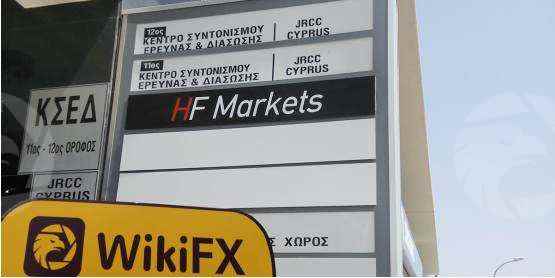 12ος
ΚΕΝΤΡΟ ΣΥΝΤΟΝΙΣΜΟΥ
ΕΡΕΥΝΑΣ & ΔΙΑΣΩΣΗΣ
JRCC
CYPRUS
11ος
ΚΕΝΤΡΟ ΣΥΝΤΟΝΙΣΜΟΥ
ΕΡΕΥΝΑΣ & ΔΙΑΣΩΣΗΣ
JRCC
CYPRUS
HF Markets
ΚΣΕΔ
11ος - 12ος ΟΡΟΦΟΣ
JRCC
CYPRUS
Σ ΧΩΡΟΣ
WikiFX